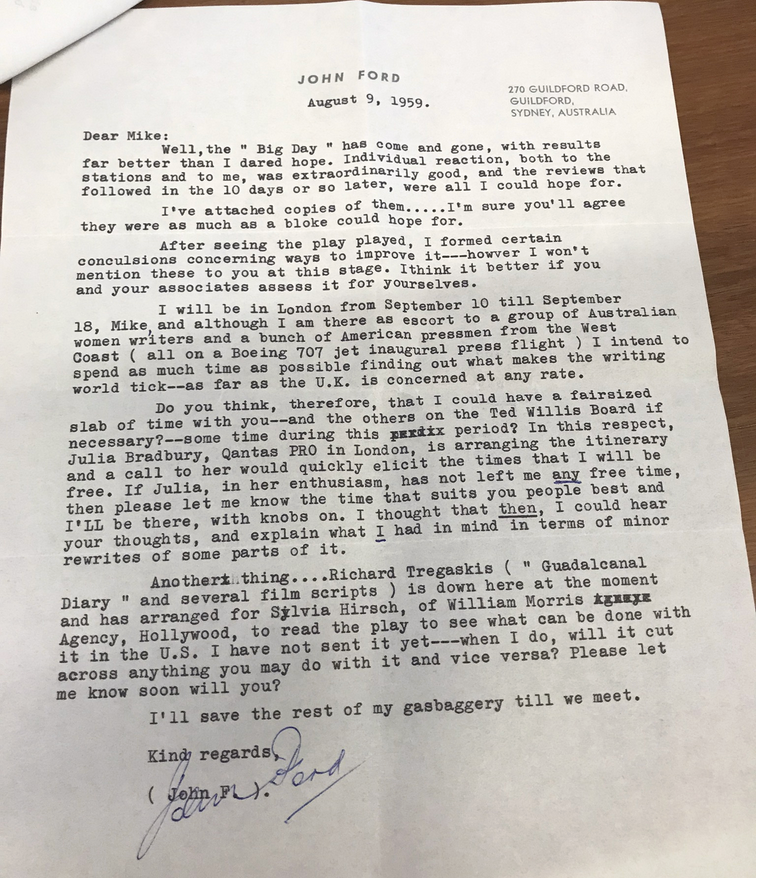 JOHN FORD
270 GUILDFORD ROAD,
GUILDFORD,
SYDNEY, AUSTRALIA
August 9, 1959.
Dear Mike:
Well,the " Big Day " has come and gone, with results
far better than I dared hope. Individual reaction, both to the
stations and to me, was extraordinarily good, and the reviews that
followed in the 10 days or so later, were all I could hope for.
I've attached copies of them.....I'm sure you'll agree
they were as much as a bloke could hope for.
After seeing the play played, I formed certain
conculsions concerning ways to improve it---howver I won't
mention these to you at this stage. Ithink it better if you
and your associates assess it for yourselves.
I will be in London from September 10 till September
18, Mike, and although I am there as escort to a group of Australian
women writers and a bunch of American pressmen from the West
Coast ( all on a Boeing 707 jet inaugural press flight ) I intend to
spend as much time as possible finding out what makes the writing
world tick--as far as the U.K. is concerned at any rate.
Do you think, therefore, that I could have a fairsized
slab of time with you--and the others on the Ted Willis Board if
necessary?--some time during this period? In this respect,
Julia Bradbury, Qantas PRO in London, is arranging the itinerary
and a call to her would quickly elicit the times that I will be
free. If Julia, in her enthusiasm, has not left me any free time,
then please let me know the time that suits you people best and
I'LL be there, with knobs on. I thought that then, I could hear
your thoughts, and explain what I had in mind in terms of minor
rewrites of some parts of it.
Another thing....Richard Tregaskis ( " Guadalcanal
Diary " and several film scripts ) is down here at the moment
and has arranged for Sylvia Hirsch, of William Morris
Agency, Hollywood, to read the play to see what can be done with
it in the U.S. I have not sent it yet---when I do, will it cut
across anything you may do with it and vice versa? Please let
me know soon will you?
I'll save the rest of my gasbaggery till we meet.
Kind regards,
( John F. ).
John Ford